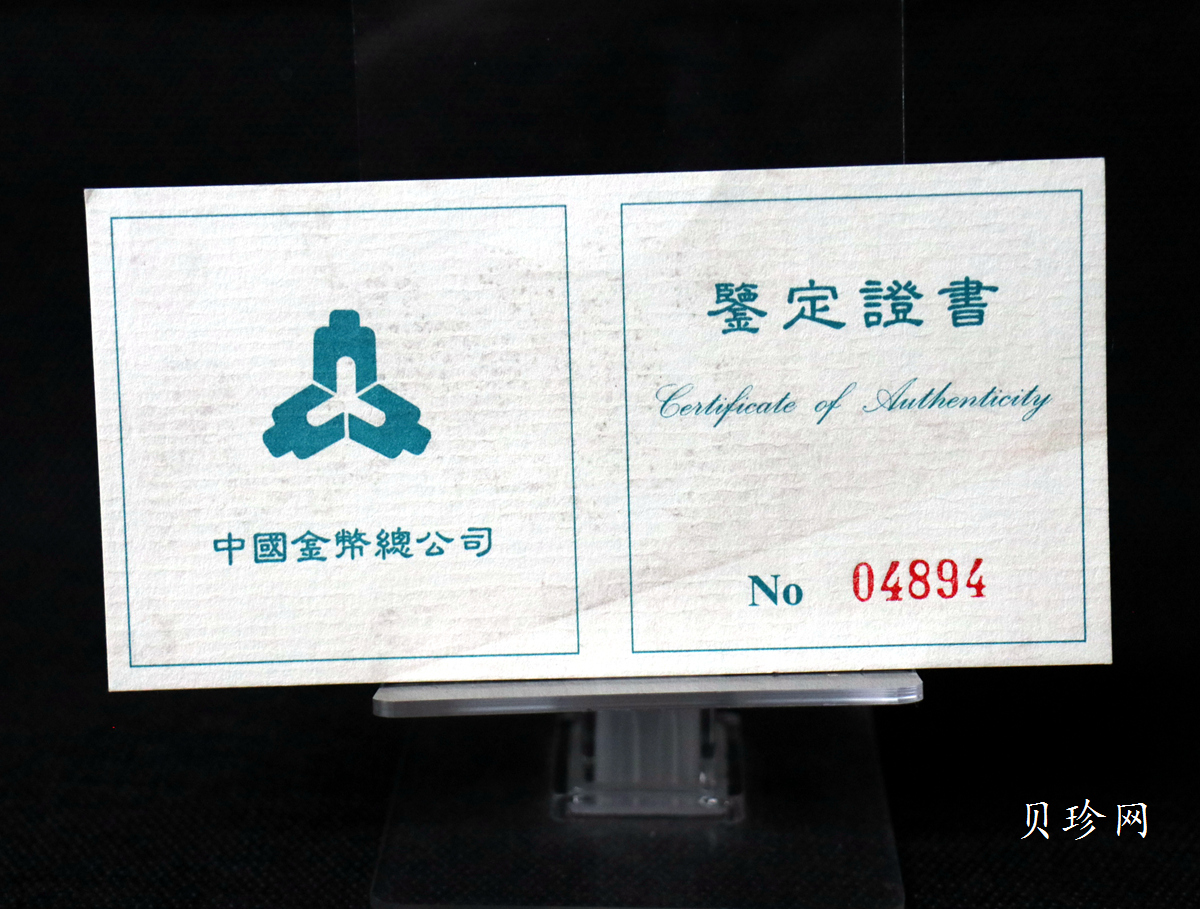 中國金幣總公司
鑒定證書
Certificate of Authenticity
No 04894
贝珍网